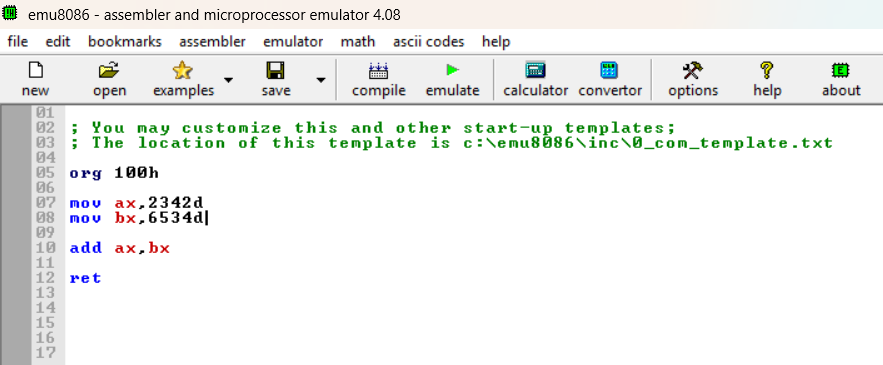 emu8086 - assembler and microprocessor emulator 4.08
file edit bookmarks assembler emulator math ascii codes help
new open examples save compile emulate calculator convertor options help about
01
02 ; You may customize this and other start-up templates;
03 ; The location of this template is c:\emu8086\inc\0_com_template.txt
04
05 org 100h
06
07 mov ax,2342d
08 mov bx,6534d
09
10 add ax,bx
11
12 ret
13
14
15
16
17